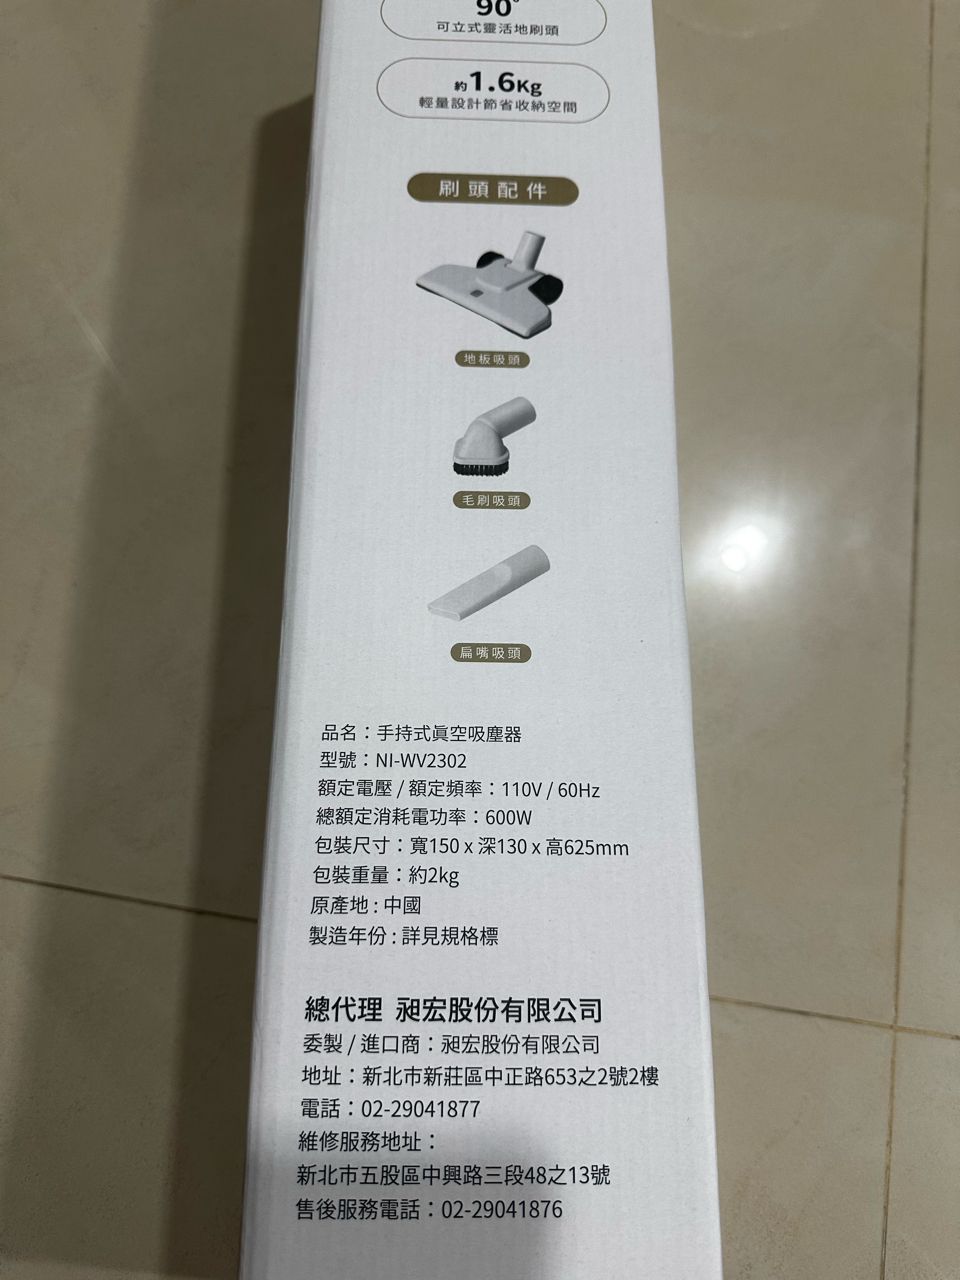 90°
可立式靈活地刷頭
約1.6Kg
輕量設計節省收納空間
刷頭配件
地板吸頭
毛刷吸頭
扁嘴吸頭
品名：手持式真空吸塵器
型號：NI-WV2302
額定電壓 / 額定頻率：110V / 60Hz
總額定消耗電功率：600W
包裝尺寸：寬150 x 深130 x 高625mm
包裝重量：約2kg
原產地 : 中國
製造年份 : 詳見規格標
總代理 昶宏股份有限公司
委製 / 進口商：昶宏股份有限公司
地址：新北市新莊區中正路653之2號2樓
電話：02-29041877
維修服務地址：
新北市五股區中興路三段48之13號
售後服務電話：02-29041876